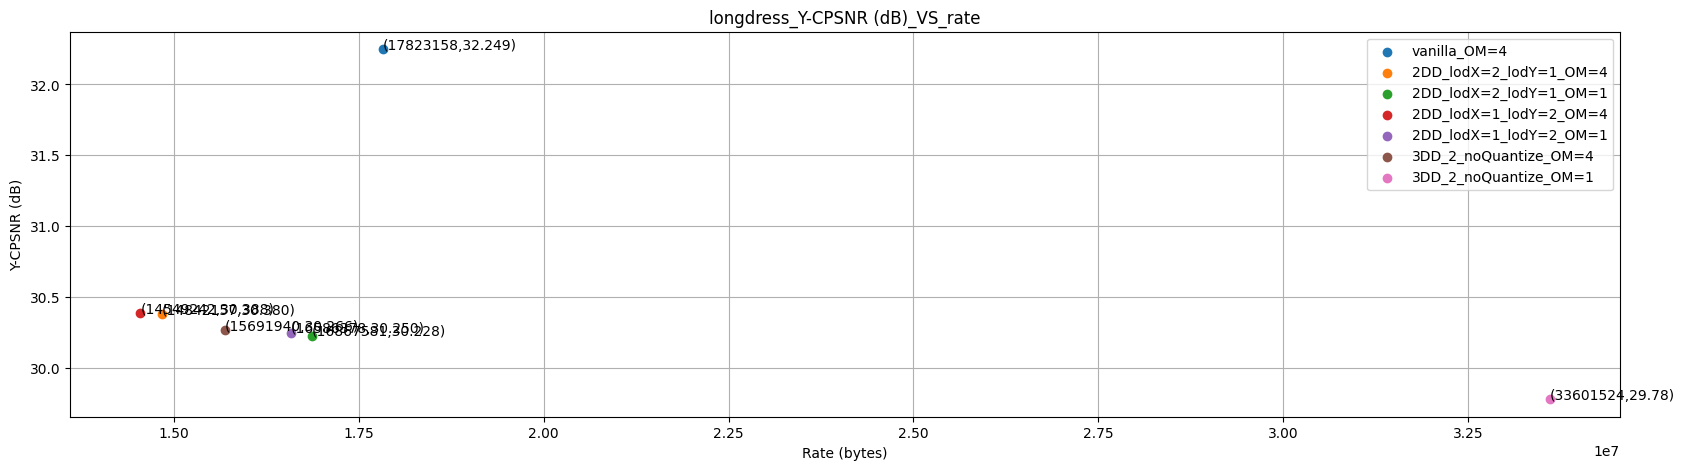 longdress_Y-CPSNR (dB)_VS_rate
(17823158,32.249)
vanilla_OM=4
2DD_lodX=2_lodY=1_OM=4
2DD_lodX=2_lodY=1_OM=1
2DD_lodX=1_lodY=2_OM=4
2DD_lodX=1_lodY=2_OM=1
3DD_2_noQuantize_OM=4
3DD_2_noQuantize_OM=1
Y-CPSNR (dB)
32.0
31.5
31.0
30.5
30.0
(14842157,30.380)
(15691940,30.266)
(16867581,30.228)
(33601524,29.78)
1.50
1.75
2.00
2.25
2.50
2.75
3.00
3.25
1e7
Rate (bytes)